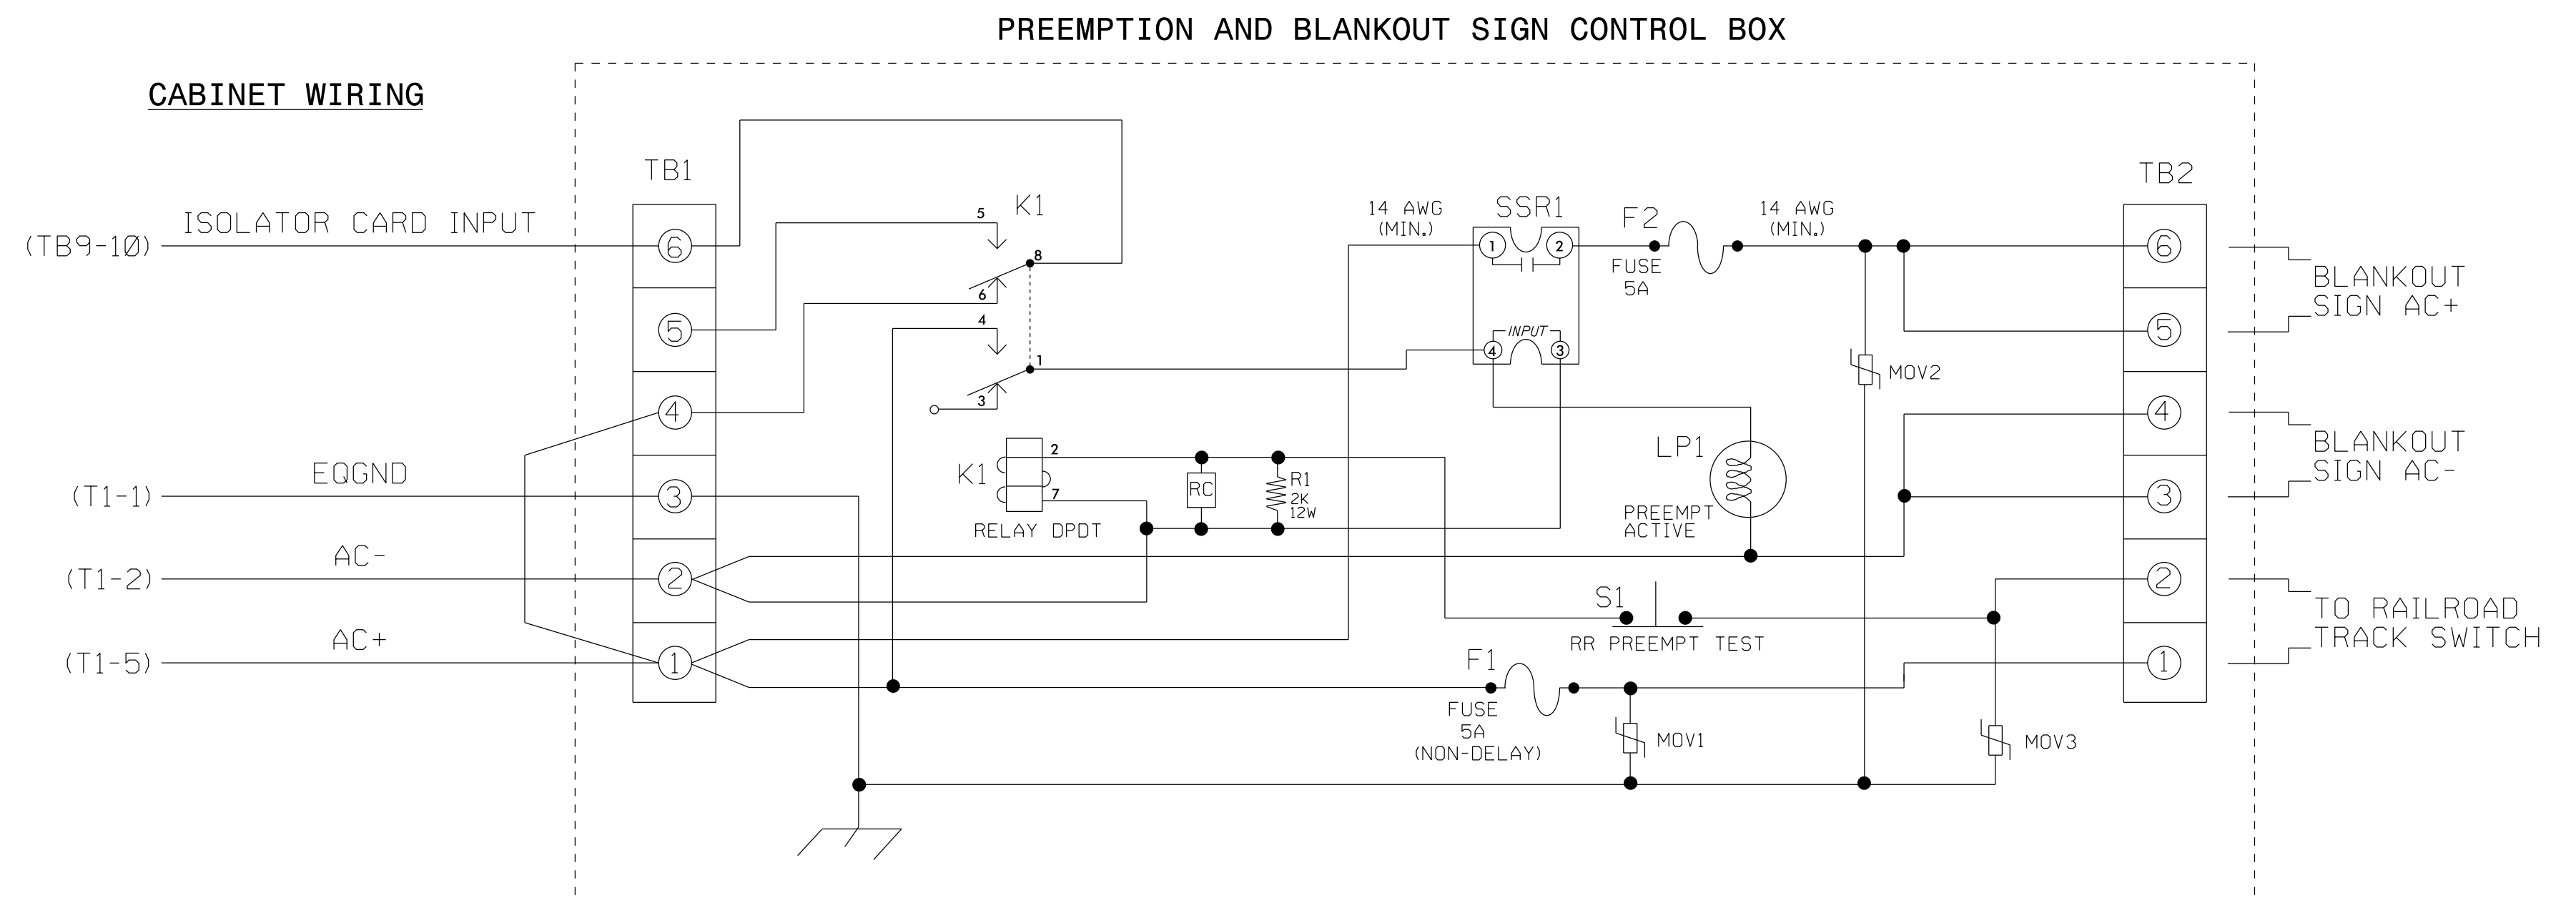 PREEMPTION AND BLANKOUT SIGN CONTROL BOX
CABINET WIRING
TB1
TB2
(TB9-10) ISOLATOR CARD INPUT
(T1-1) EQGND
(T1-2) AC-
(T1-5) AC+
6
5
4
3
2
1
K1
5
8
6
4
1
3
K1
2
7
RELAY DPDT
RC
R1
2K
12W
14 AWG
(MIN.)
SSR1
1
2
INPUT
4
3
F2
FUSE
5A
14 AWG
(MIN.)
LP1
PREEMPT
ACTIVE
S1
RR PREEMPT TEST
F1
FUSE
5A
(NON-DELAY)
MOV1
MOV2
MOV3
6
5
4
3
2
1
BLANKOUT
SIGN AC+
BLANKOUT
SIGN AC-
TO RAILROAD
TRACK SWITCH